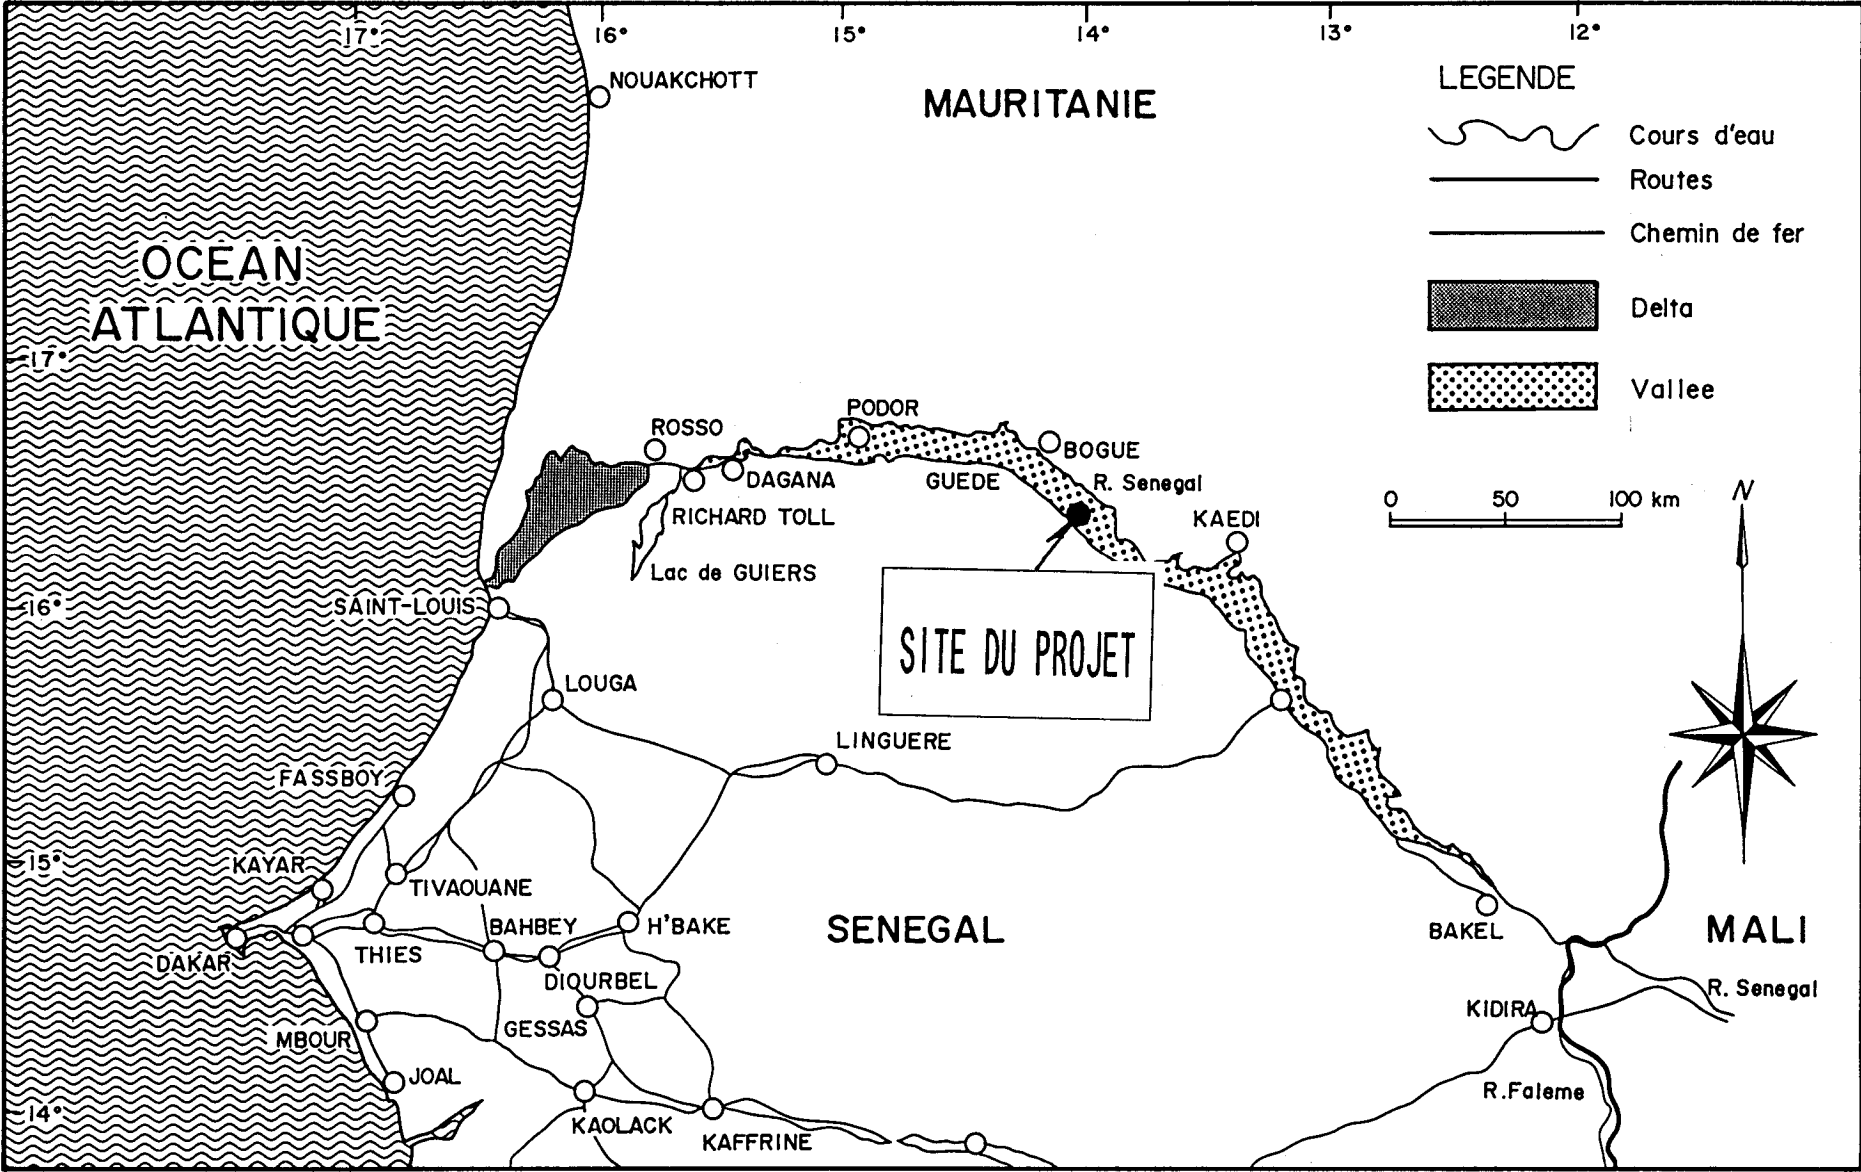 17°
16°
15°
14°
13°
12°
NOUAKCHOTT
MAURITANIE
LEGENDE
Cours d'eau
Routes
Chemin de fer
Delta
Vallee
OCEAN
ATLANTIQUE
17°
PODOR
ROSSO
BOGUE
DAGANA
GUEDE
R. Senegal
RICHARD TOLL
KAEDI
0 50 100 km
N
Lac de GUIERS
16°
SAINT-LOUIS
SITE DU PROJET
LOUGA
LINGUERE
FASSBOY
15°
KAYAR
TIVAOUANE
BAHBEY
H'BAKE
SENEGAL
BAKEL
MALI
DAKAR
THIES
DIOURBEL
R. Senegal
KIDIRA
GESSAS
MBOUR
JOAL
R.Faleme
14°
KAOLACK
KAFFRINE